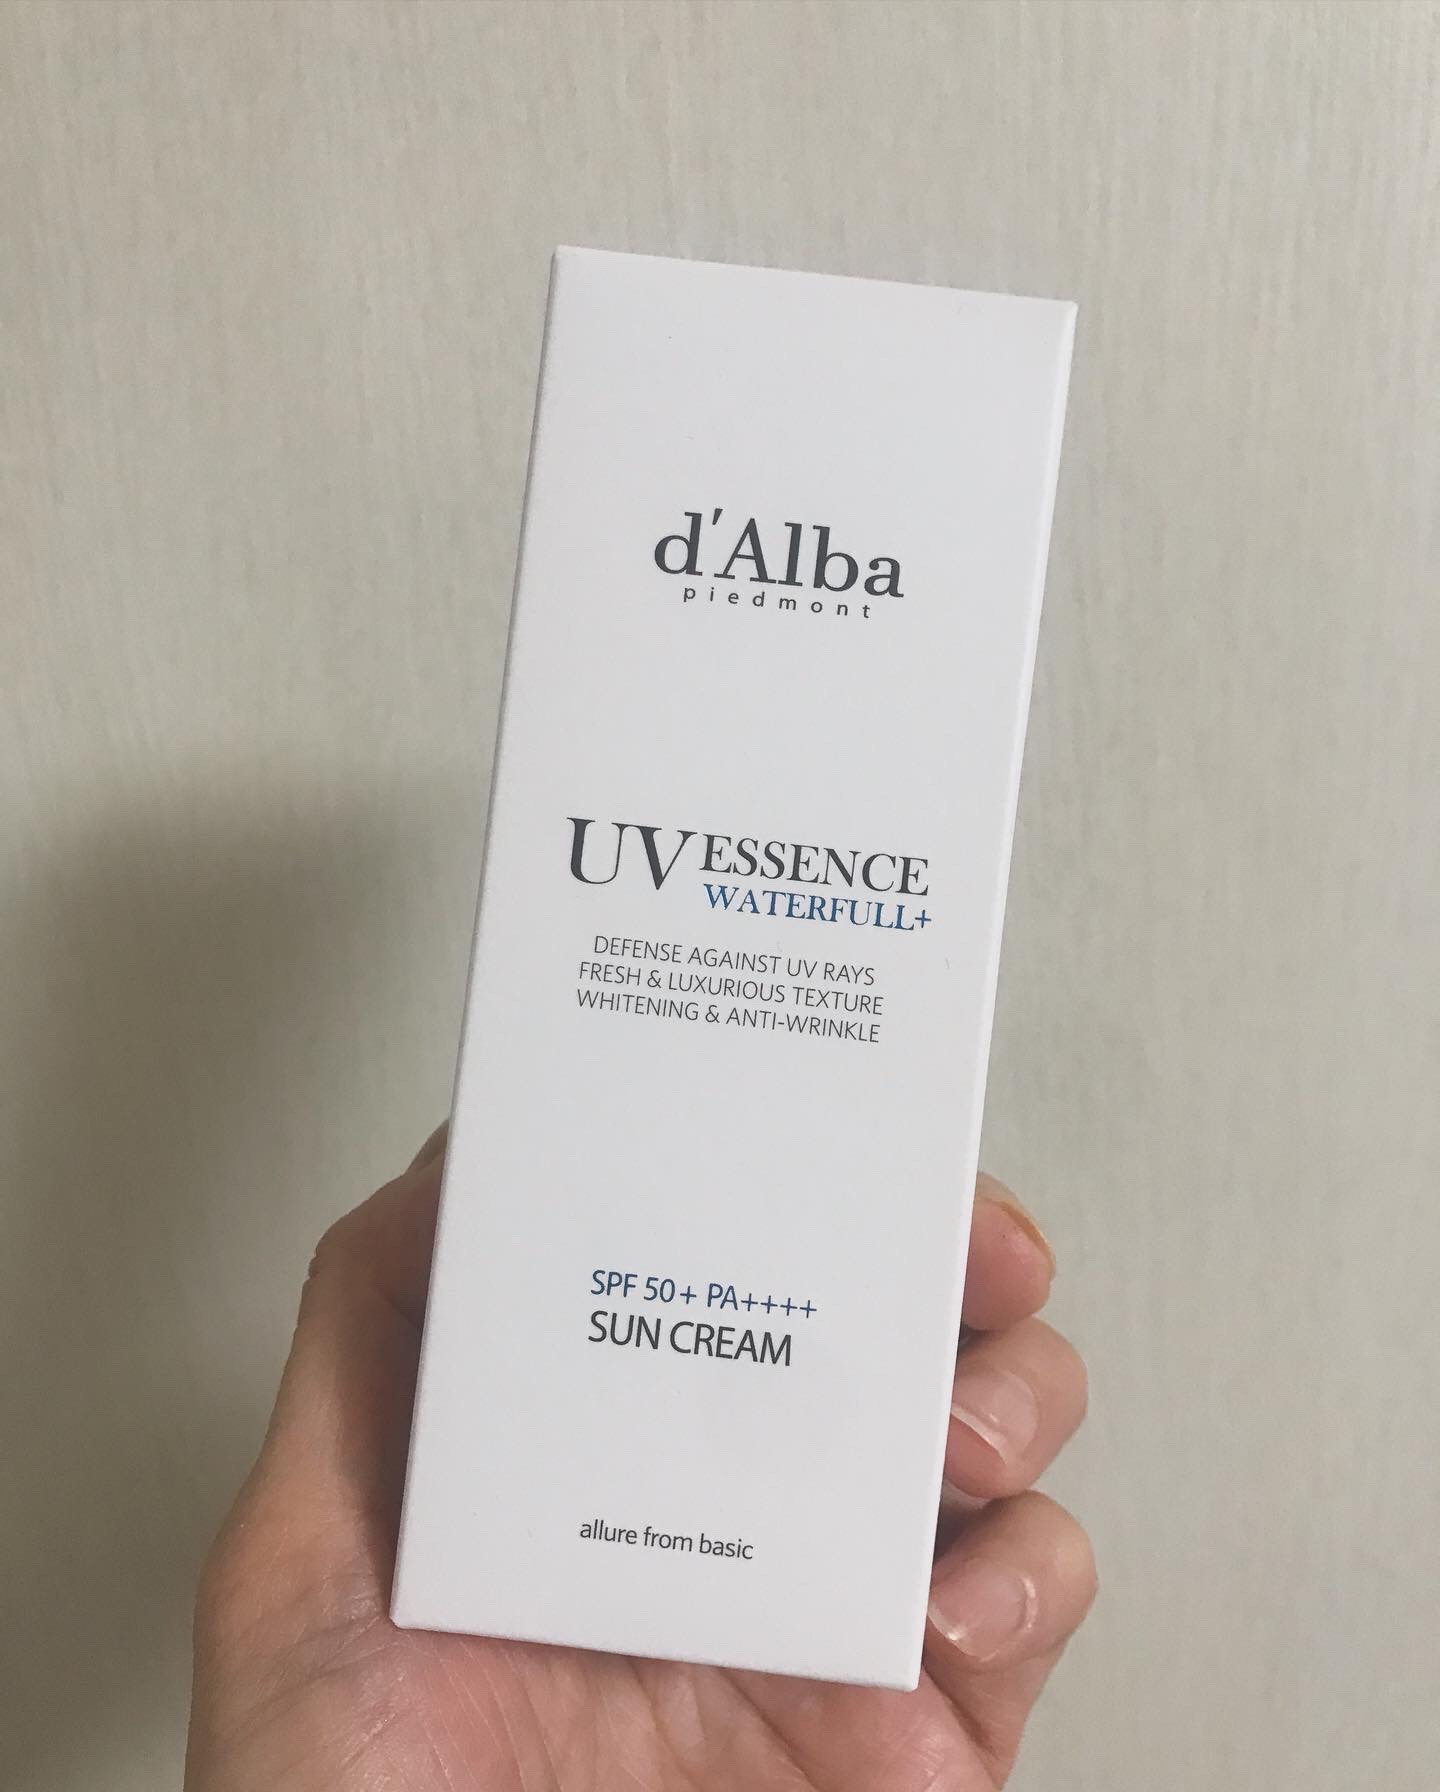 d'Alba
piedmont
UV ESSENCE
WATERFULL+
DEFENSE AGAINST UV RAYS
FRESH & LUXURIOUS TEXTURE
WHITENING & ANTI-WRINKLE
SPF 50+ PA++++
SUN CREAM
allure from basic